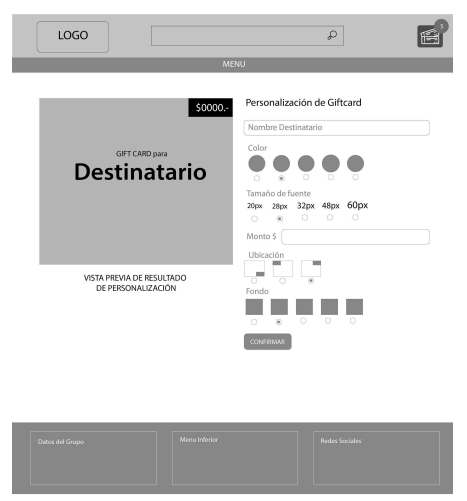 LOGO
5
MENU
$0000.-
GIFT CARD para
Destinatario
VISTA PREVIA DE RESULTADO
DE PERSONALIZACIÓN
Personalización de Giftcard
Nombre Destinatario
Color
Tamaño de fuente
20px 28px 32px 48px 60px
Monto $
Ubicación
Fondo
CONFIRMAR
Datos del Grupo
Menu Inferior
Redes Sociales